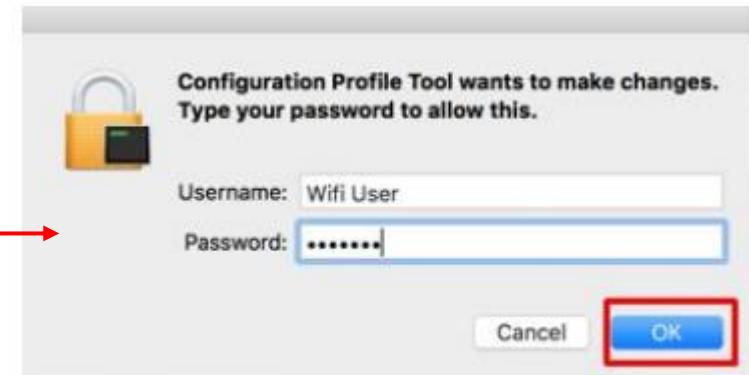 Configuration Profile Tool wants to make changes.
Type your password to allow this.
Username: Wifi User
Password: •••••••
Cancel OK